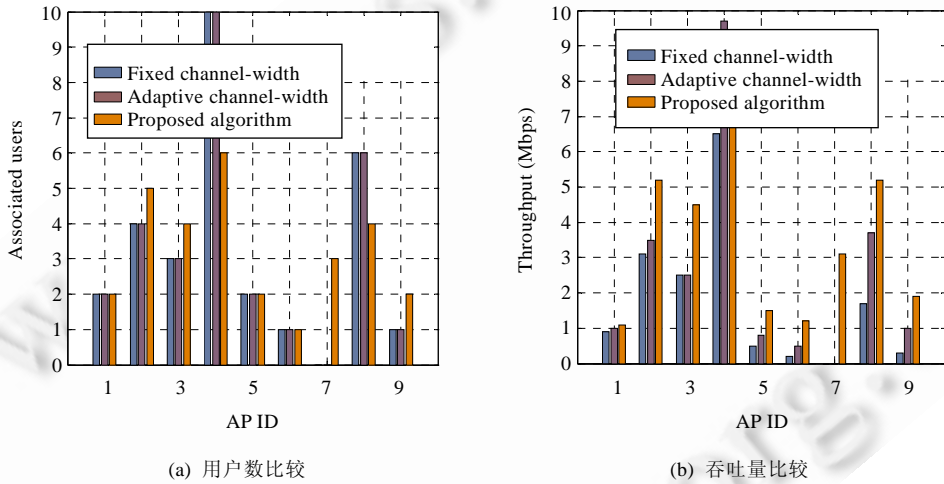 10
9
8
7
6
5
4
3
2
1
0
Associated users
Fixed channel-width
Adaptive channel-width
Proposed algorithm
1 3 5 7 9
AP ID
(a) 用户数比较
10
9
8
7
6
5
4
3
2
1
0
Throughput (Mbps)
Fixed channel-width
Adaptive channel-width
Proposed algorithm
1 3 5 7 9
AP ID
(b) 吞吐量比较